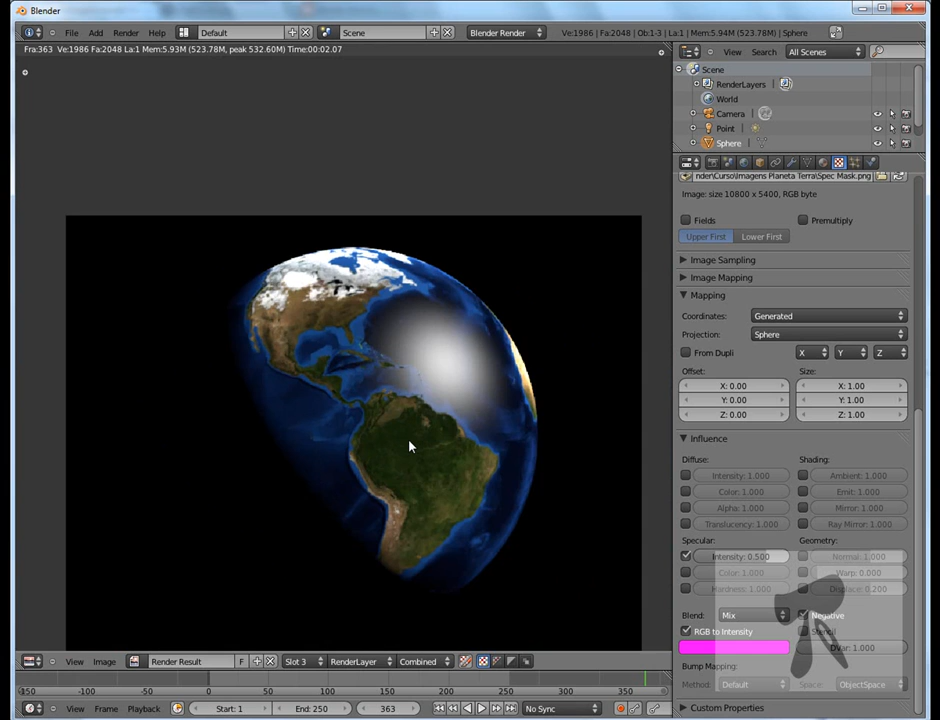 Blender
File Add Render Help Default Scene Blender Render Ve:1986 | Fa:2048 | Ob:1-3 | La:1 | Mem:5.94M (523.78M) | Sphere
Fra:363 Ve:1986 Fa:2048 La:1 Mem:5.93M (523.78M, peak 532.60M) Time:00:02.07
View Search All Scenes
Scene
RenderLayers
World
Camera
Point
Sphere
nder\Curso\Imagens Planeta Terra\Spec Mask.png
Image: size 10800 x 5400, RGB byte
Fields Premultiply
Upper First Lower First
Image Sampling
Image Mapping
Mapping
Coordinates: Generated
Projection: Sphere
From Dupli X Y Z
Offset: Size:
X: 0.00 X: 1.00
Y: 0.00 Y: 1.00
Z: 0.00 Z: 1.00
Influence
Diffuse: Shading:
Intensity: 1.000 Ambient: 1.000
Color: 1.000 Emit: 1.000
Alpha: 1.000 Mirror: 1.000
Translucency: 1.000 Ray Mirror: 1.000
Specular: Geometry:
Intensity: 0.500 Normal: 1.000
Color: 1.000 Warp: 0.000
Hardness: 1.000 Displace: 0.200
Blend: Mix Negative
RGB to Intensity Stencil
DVar: 1.000
Bump Mapping:
Method: Default Space: ObjectSpace
Custom Properties
View Image Render Result F Slot 3 RenderLayer Combined
-150 -100 -50 0 50 100 150 200 250 300 350
View Frame Playback Start: 1 End: 250 363 No Sync